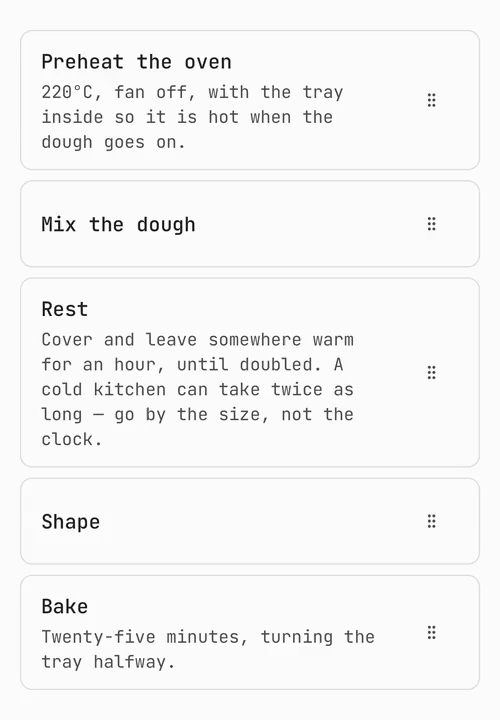 Preheat the oven
220°C, fan off, with the tray
inside so it is hot when the
dough goes on.
Mix the dough
Rest
Cover and leave somewhere warm
for an hour, until doubled. A
cold kitchen can take twice as
long — go by the size, not the
clock.
Shape
Bake
Twenty-five minutes, turning the
tray halfway.